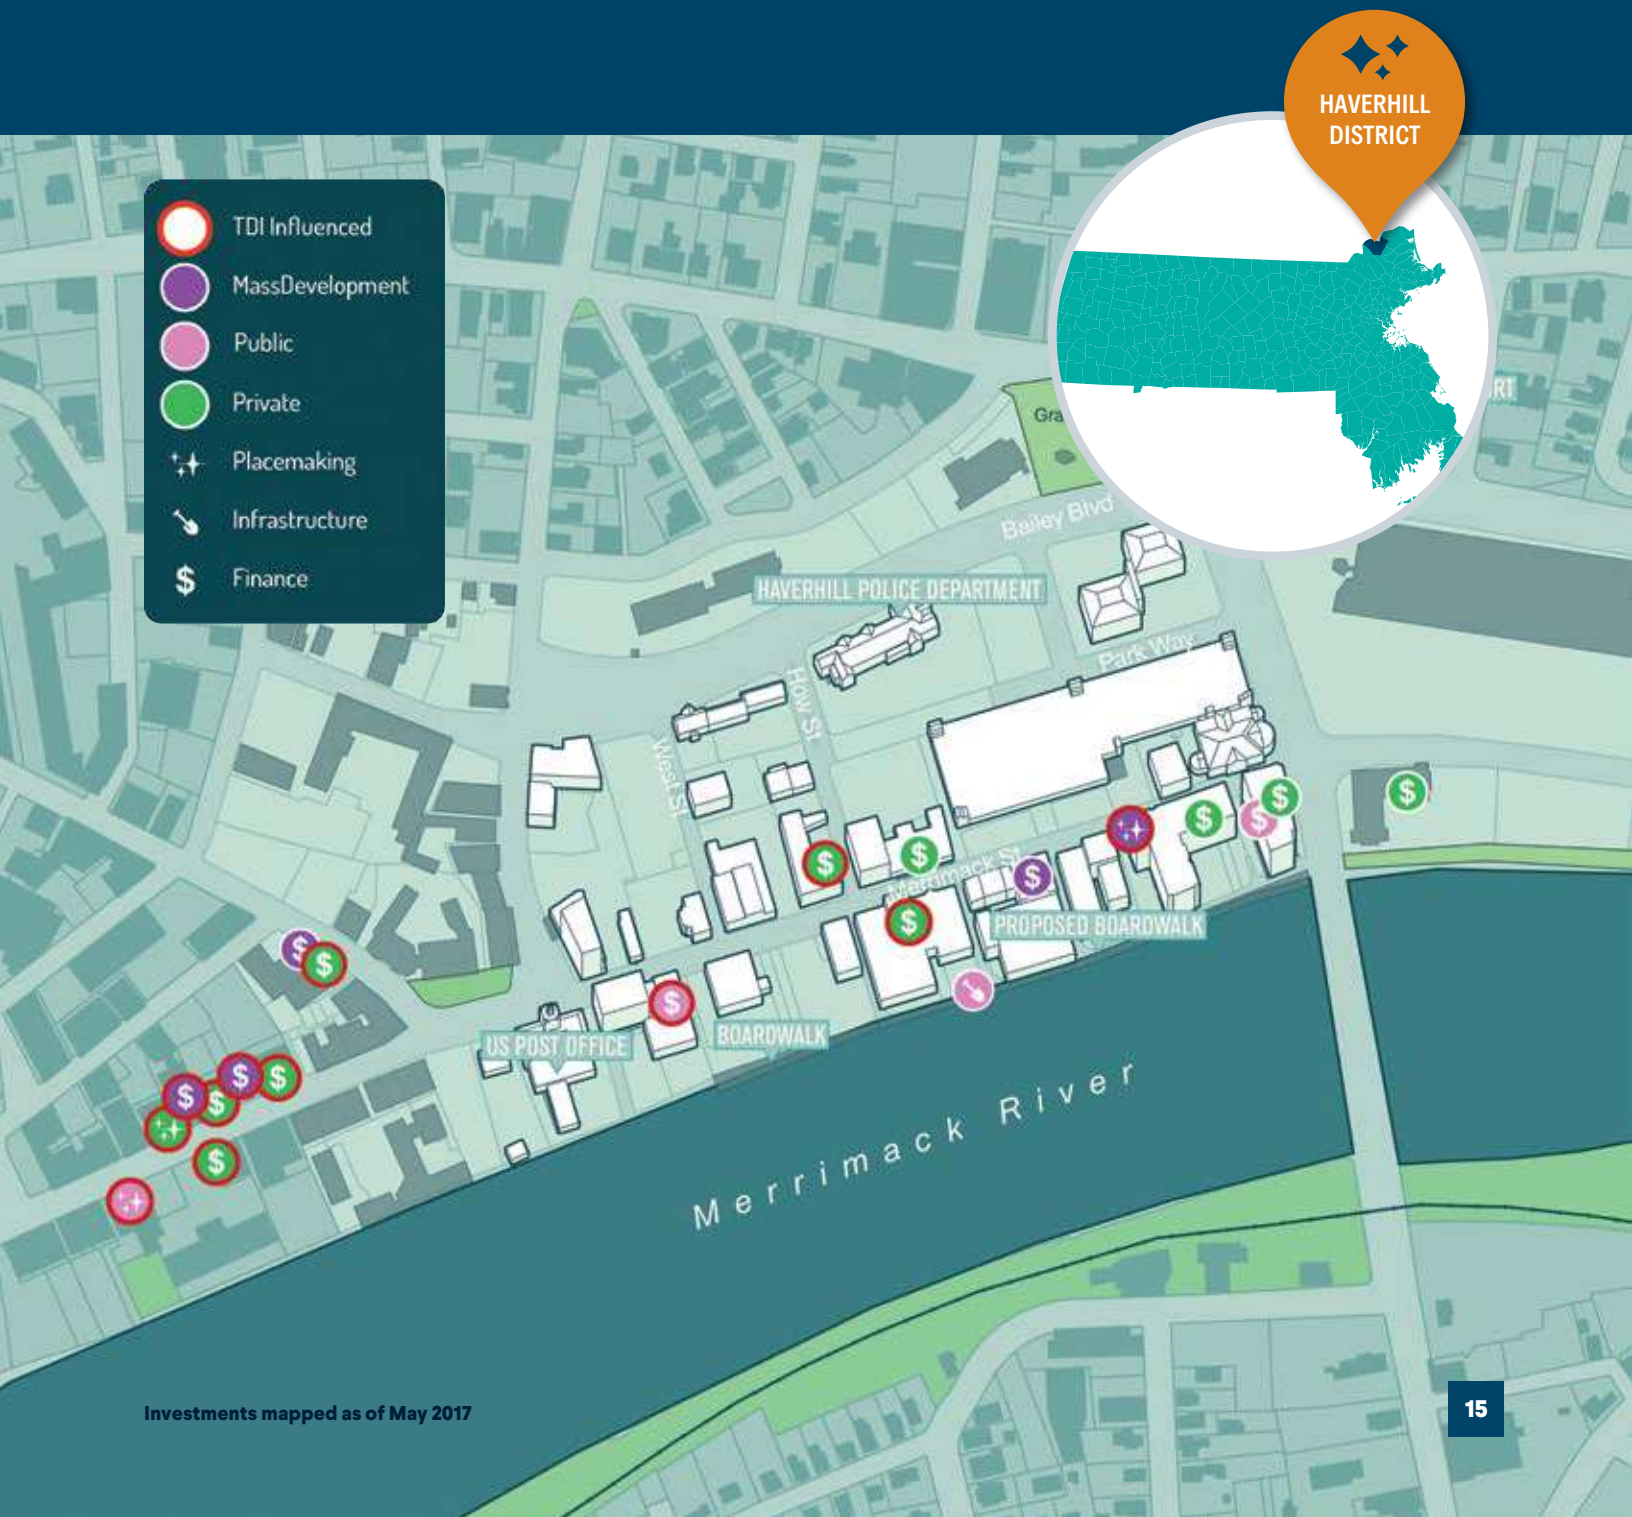 HAVERHILL
DISTRICT
TDI Influenced
MassDevelopment
Public
Private
Placemaking
Infrastructure
$ Finance
RT
Gra
Bailey Blvd
HAVERHILL POLICE DEPARTMENT
Park Way
How St
West St
$
$
$
$
$
$
Merrimack St
$
$
PROPOSED BOARDWALK
$
$
$
US POST OFFICE
BOARDWALK
$
$
$
$
$
Merrimack River
Investments mapped as of May 2017
15